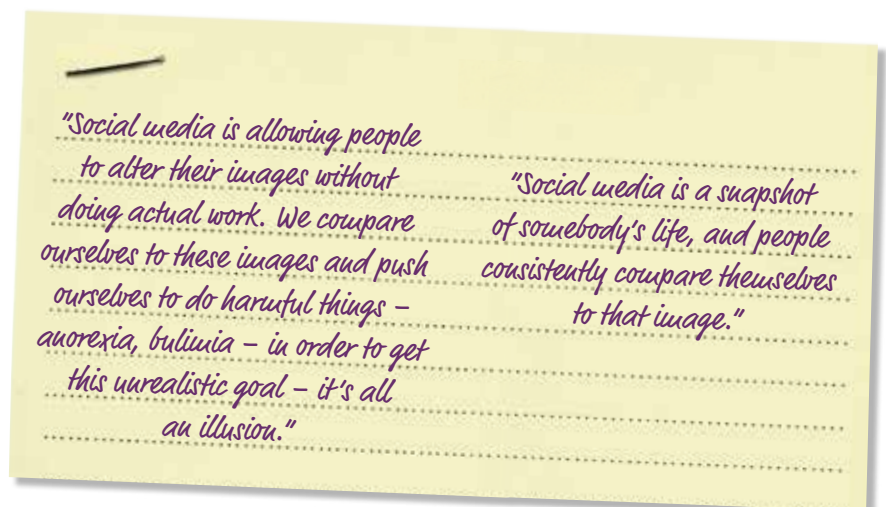 "Social media is allowing people
to alter their images without
doing actual work. We compare
ourselves to these images and push
ourselves to do harmful things –
anorexia, bulimia – in order to get
this unrealistic goal – it's all
an illusion."
"Social media is a snapshot
of somebody's life, and people
consistently compare themselves
to that image."